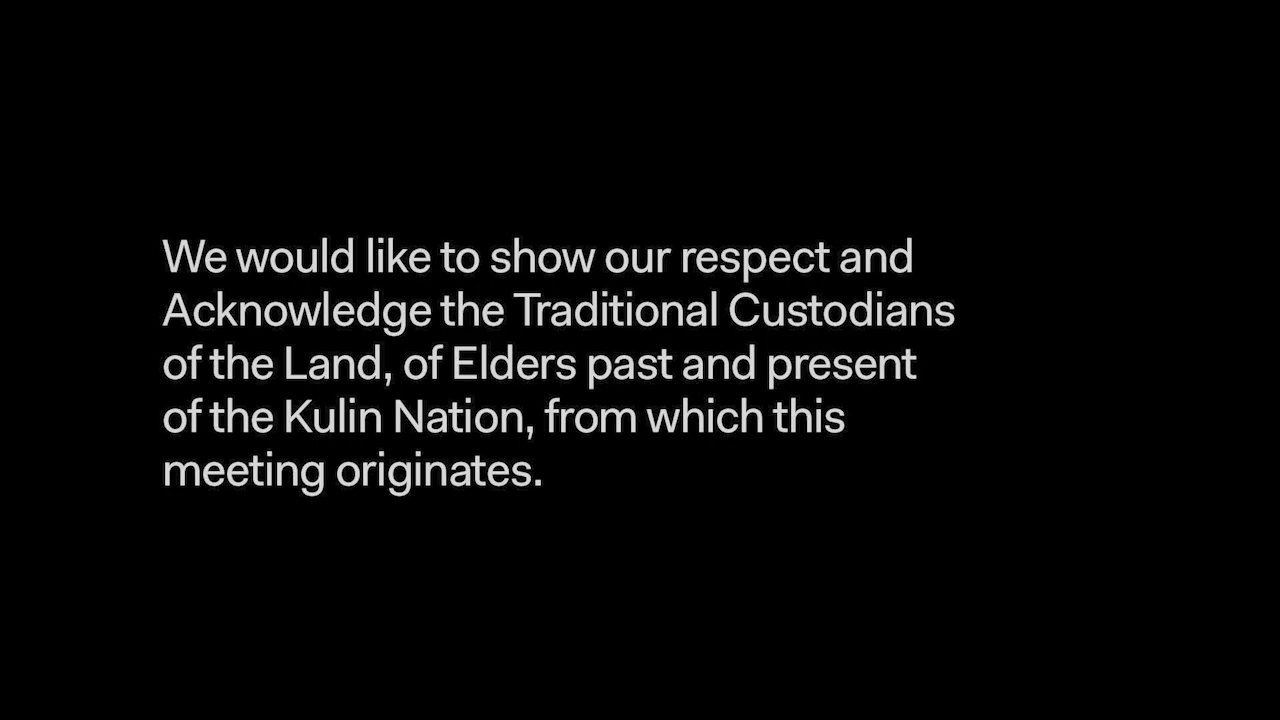 We would like to show our respect and
Acknowledge the Traditional Custodians
of the Land, of Elders past and present
of the Kulin Nation, from which this
meeting originates.